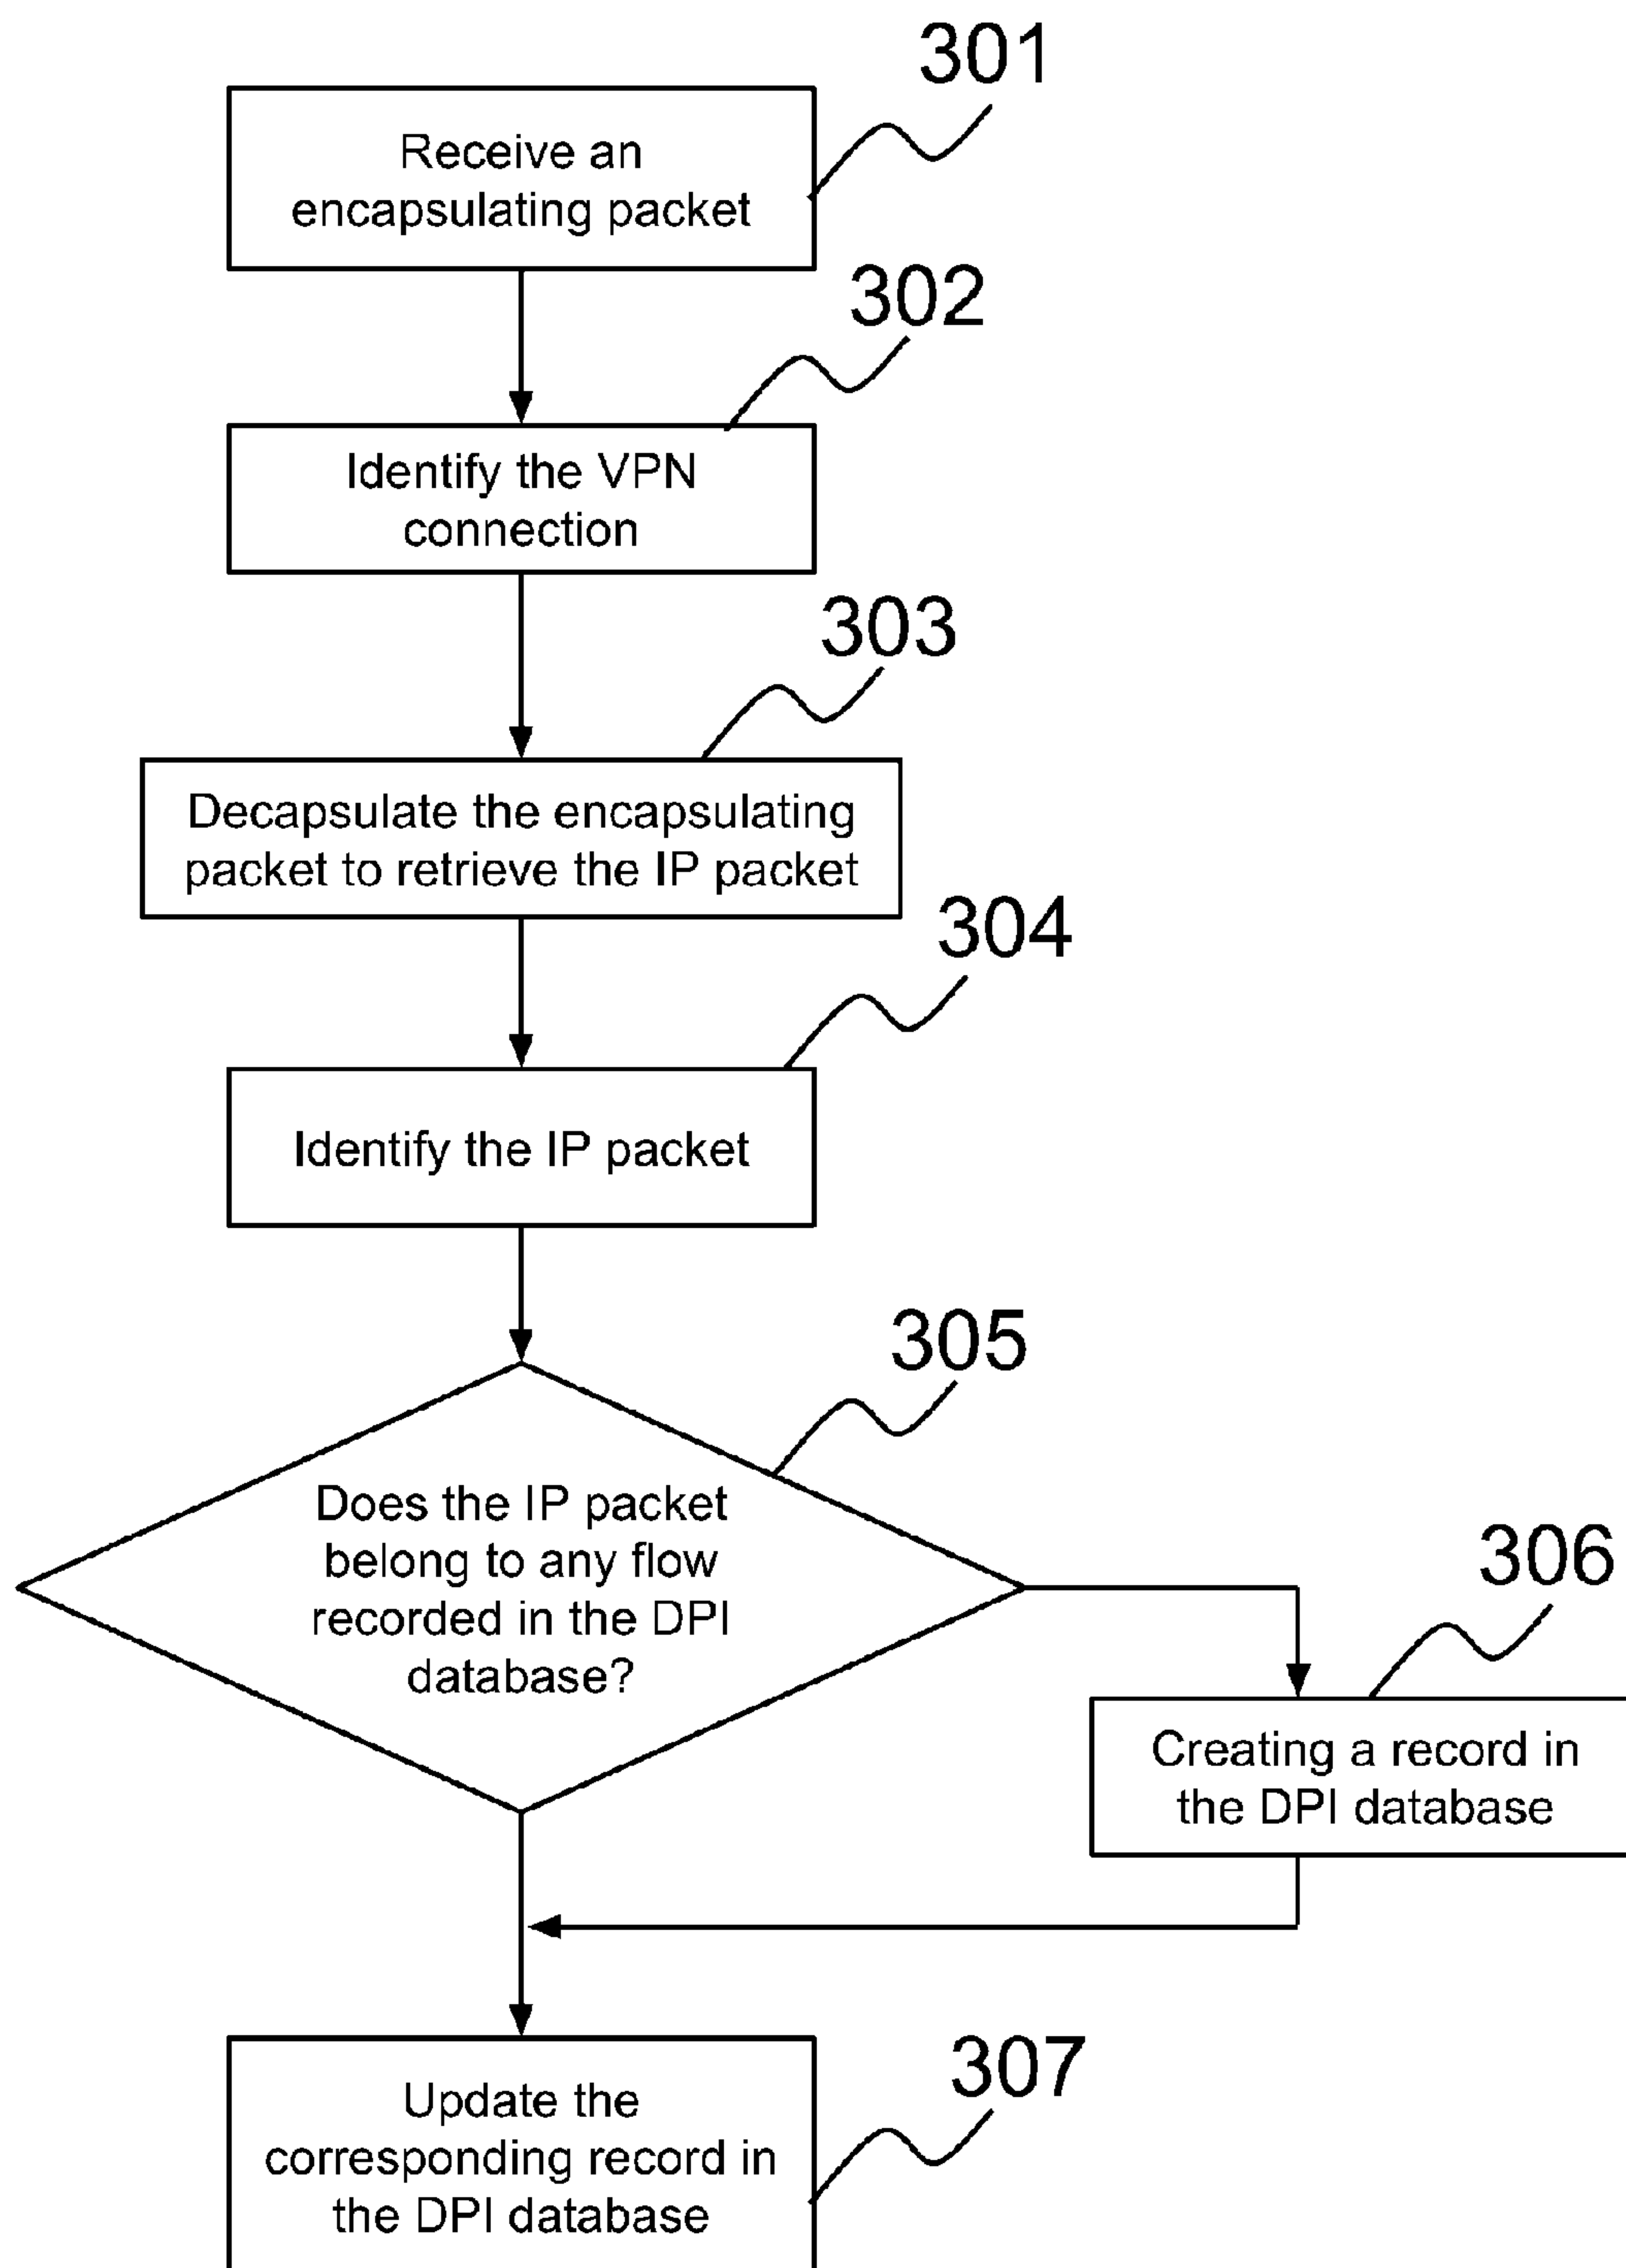 301
Receive an
encapsulating packet
302
Identify the VPN
connection
303
Decapsulate the encapsulating
packet to retrieve the IP packet
304
Identify the IP packet
305
Does the IP packet
belong to any flow
recorded in the DPI
database?
306
Creating a record in
the DPI database
307
Update the
corresponding record in
the DPI database